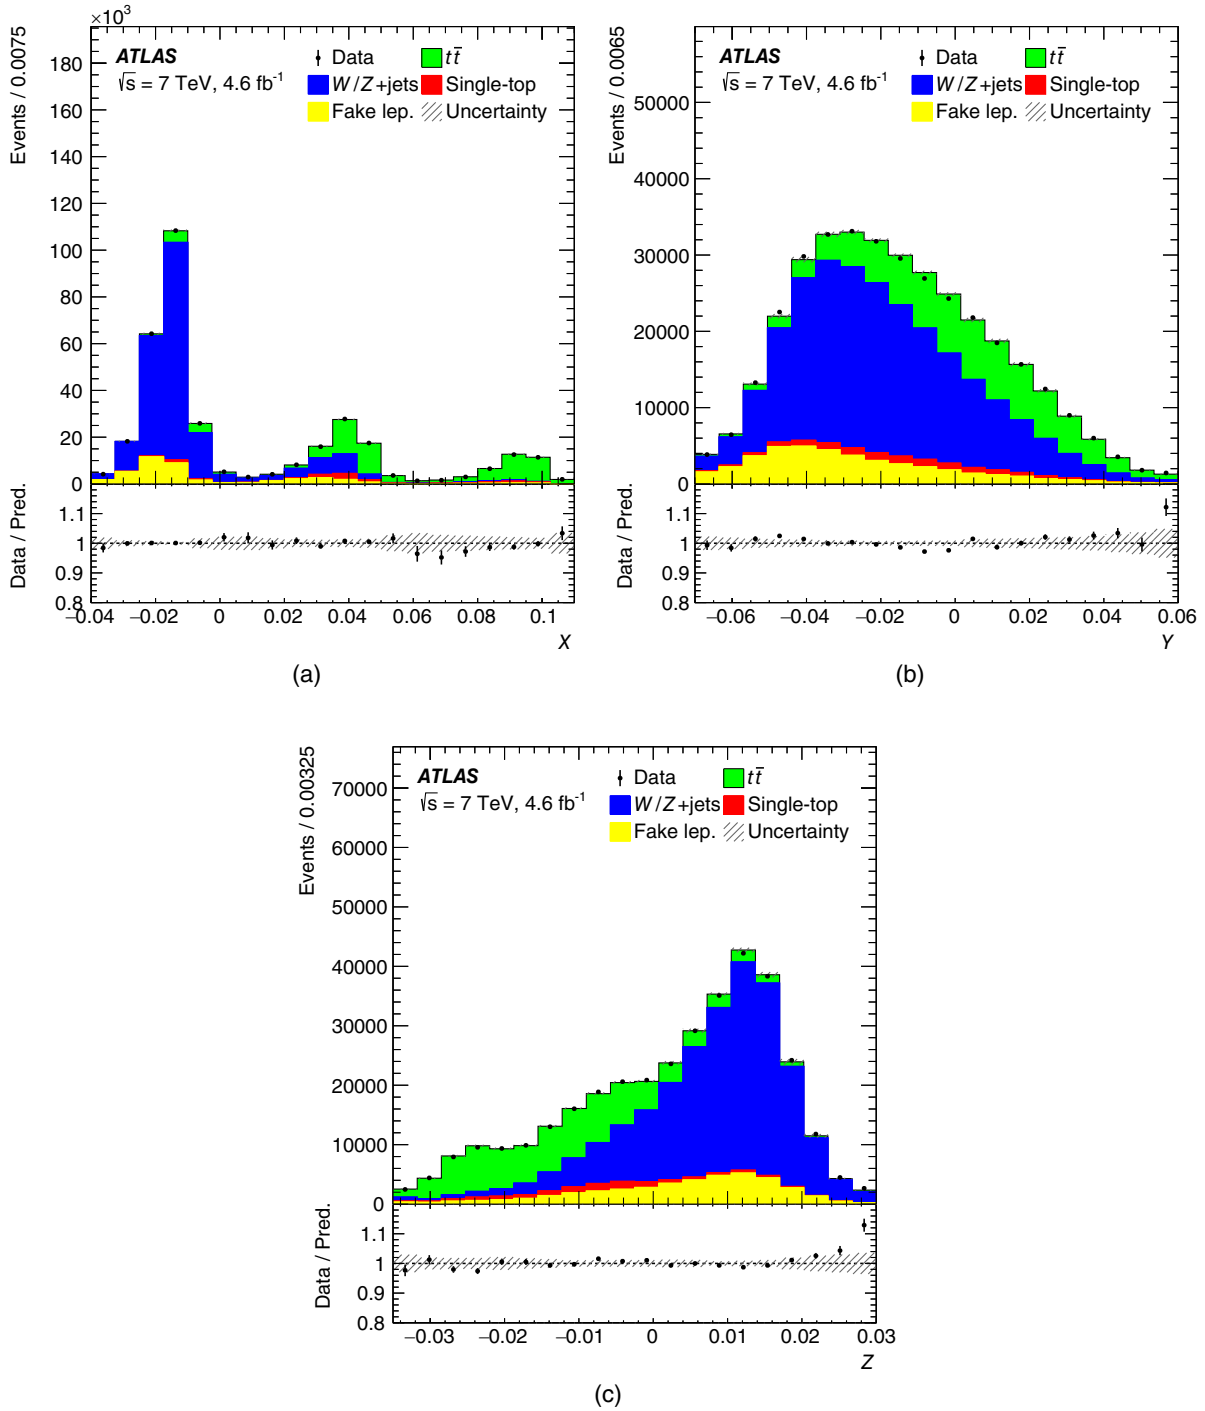 ×10³
Events / 0.0075
ATLAS
√s = 7 TeV, 4.6 fb⁻¹
Data
tt̄
W/Z+jets
Single-top
Fake lep.
Uncertainty
180
160
140
120
100
80
60
40
20
0
Data / Pred.
1.1
1
0.9
0.8
−0.04 −0.02 0 0.02 0.04 0.06 0.08 0.1
X
(a)
Events / 0.0065
ATLAS
√s = 7 TeV, 4.6 fb⁻¹
Data
tt̄
W/Z+jets
Single-top
Fake lep.
Uncertainty
50000
40000
30000
20000
10000
0
Data / Pred.
1.1
1
0.9
0.8
−0.06 −0.04 −0.02 0 0.02 0.04 0.06
Y
(b)
Events / 0.00325
ATLAS
√s = 7 TeV, 4.6 fb⁻¹
Data
tt̄
W/Z+jets
Single-top
Fake lep.
Uncertainty
70000
60000
50000
40000
30000
20000
10000
0
Data / Pred.
1.1
1
0.9
0.8
−0.03 −0.02 −0.01 0 0.01 0.02 0.03
Z
(c)